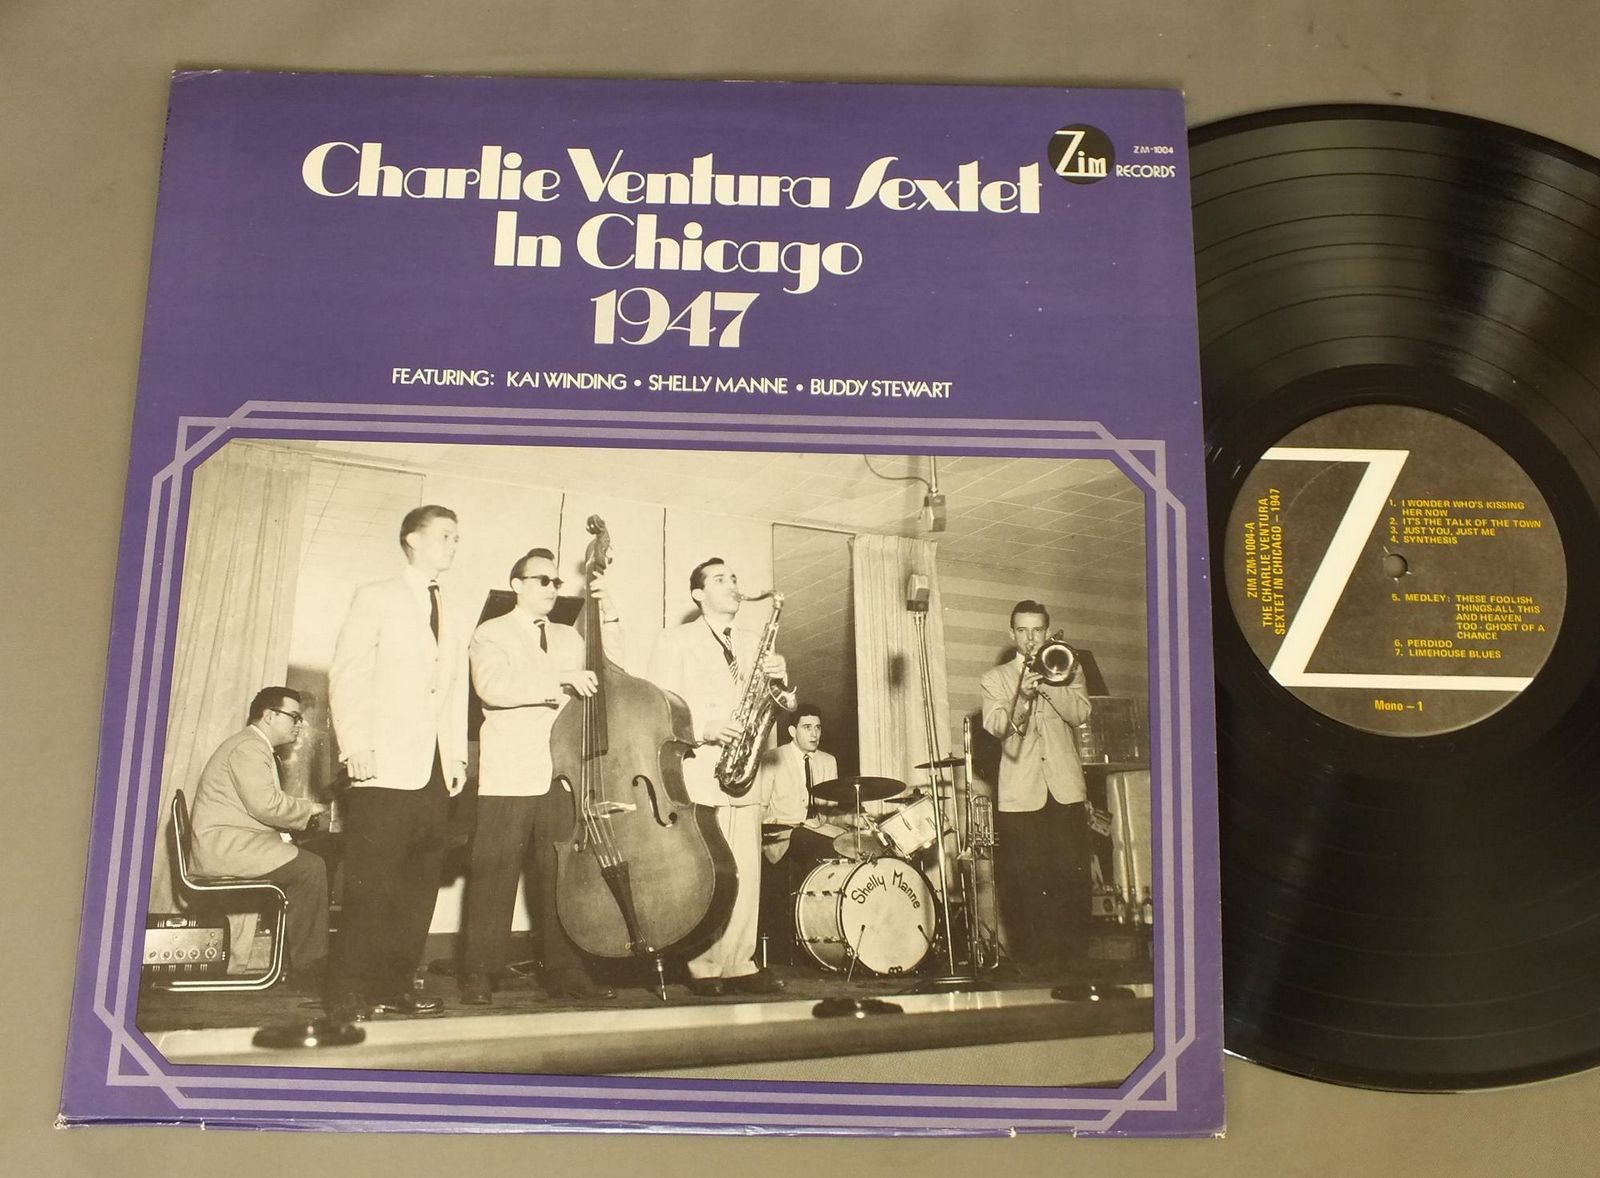 Charlie Ventura Sextet
In Chicago
1947
Zim
ZM-1004
RECORDS
FEATURING: KAI WINDING • SHELLY MANNE • BUDDY STEWART
Shelly Manne
Z
ZIM ZM-1004-A
THE CHARLIE VENTURA
SEXTET IN CHICAGO – 1947
1. I WONDER WHO'S KISSING
HER NOW
2. IT'S THE TALK OF THE TOWN
3. JUST YOU, JUST ME
4. SYNTHESIS
5. MEDLEY: THESE FOOLISH
THINGS-ALL THIS
AND HEAVEN
TOO - GHOST OF A
CHANCE
6. PERDIDO
7. LIMEHOUSE BLUES
Mono – 1